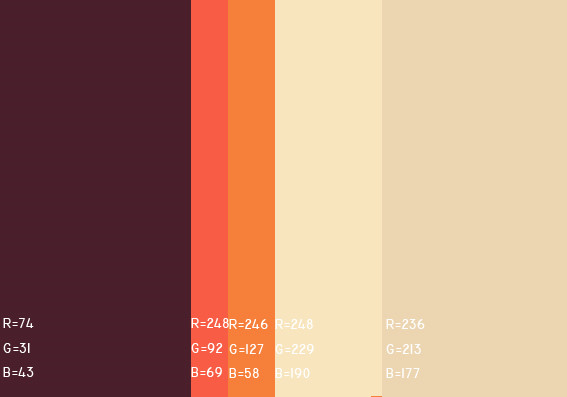 R=74
G=31
B=43
R=248
G=92
B=69
R=246
G=127
B=58
R=248
G=229
B=190
R=236
G=213
B=177